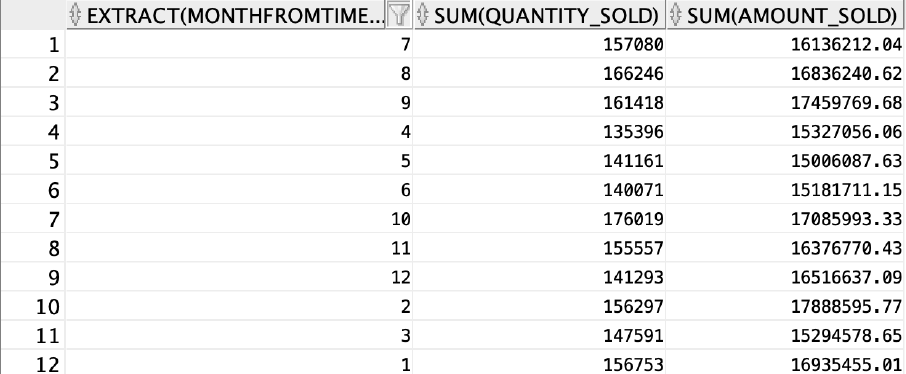 EXTRACT(MONTHFROMTIME... SUM(QUANTITY_SOLD) SUM(AMOUNT_SOLD)
1 7 157080 16136212.04
2 8 166246 16836240.62
3 9 161418 17459769.68
4 4 135396 15327056.06
5 5 141161 15006087.63
6 6 140071 15181711.15
7 10 176019 17085993.33
8 11 155557 16376770.43
9 12 141293 16516637.09
10 2 156297 17888595.77
11 3 147591 15294578.65
12 1 156753 16935455.01